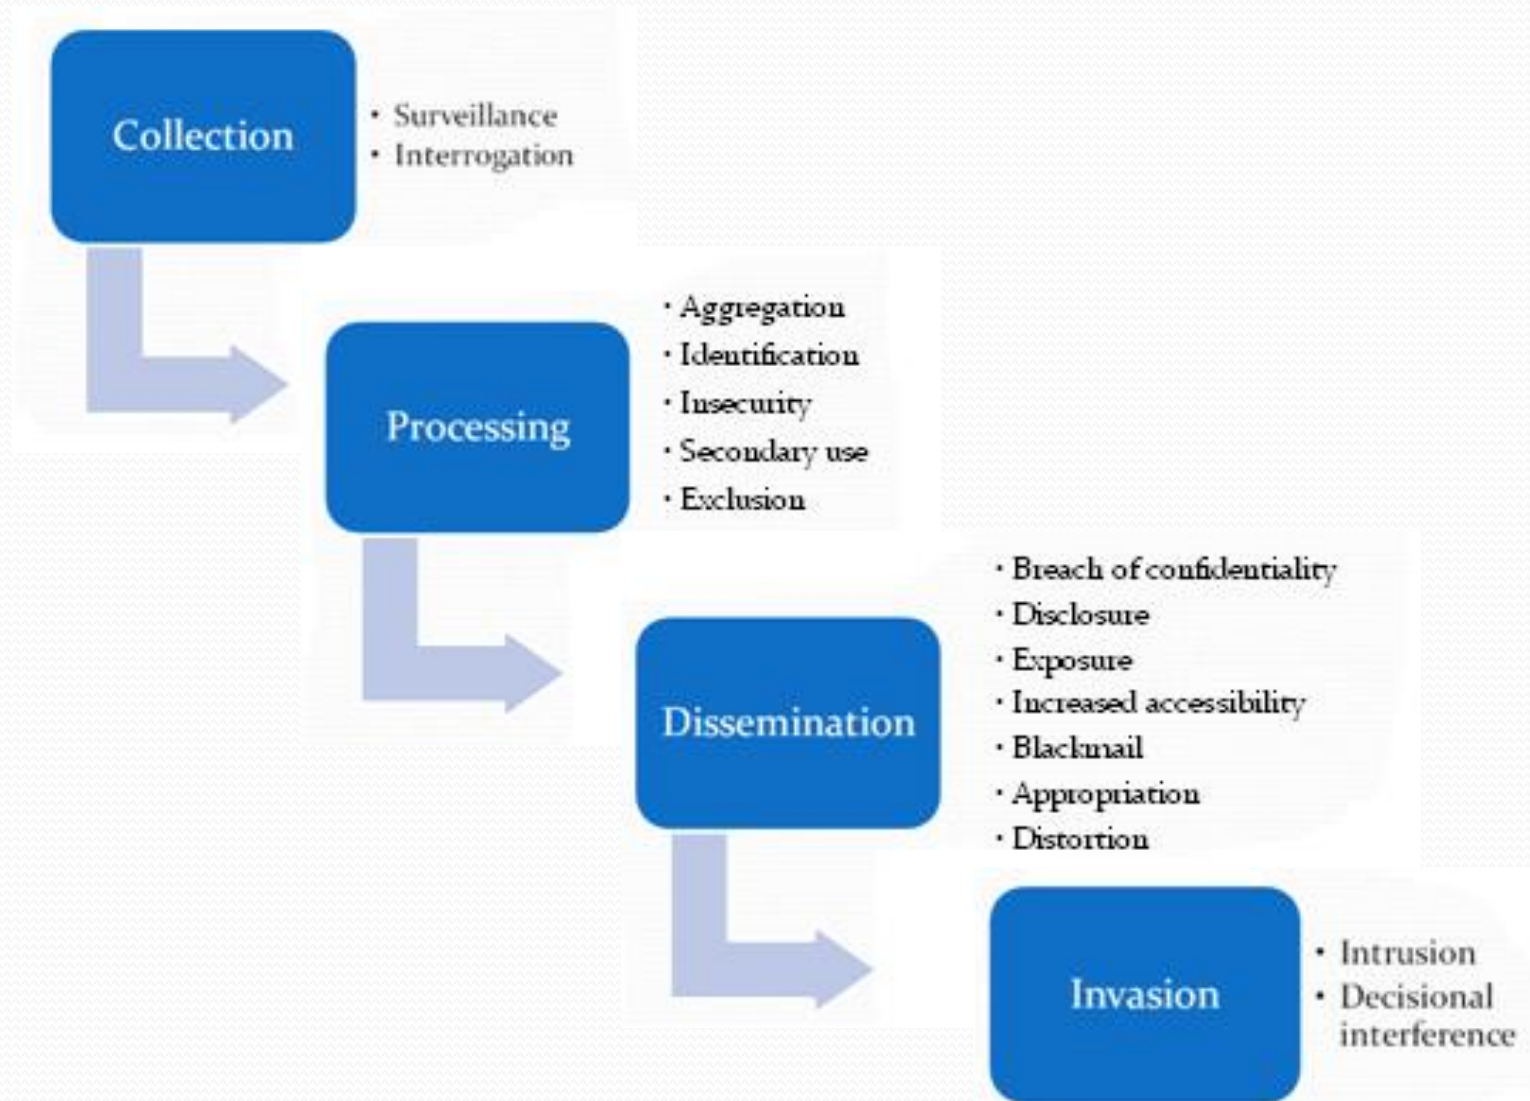 Collection
• Surveillance
• Interrogation
Processing
• Aggregation
• Identification
• Insecurity
• Secondary use
• Exclusion
Dissemination
• Breach of confidentiality
• Disclosure
• Exposure
• Increased accessibility
• Blackmail
• Appropriation
• Distortion
Invasion
• Intrusion
• Decisional
interference